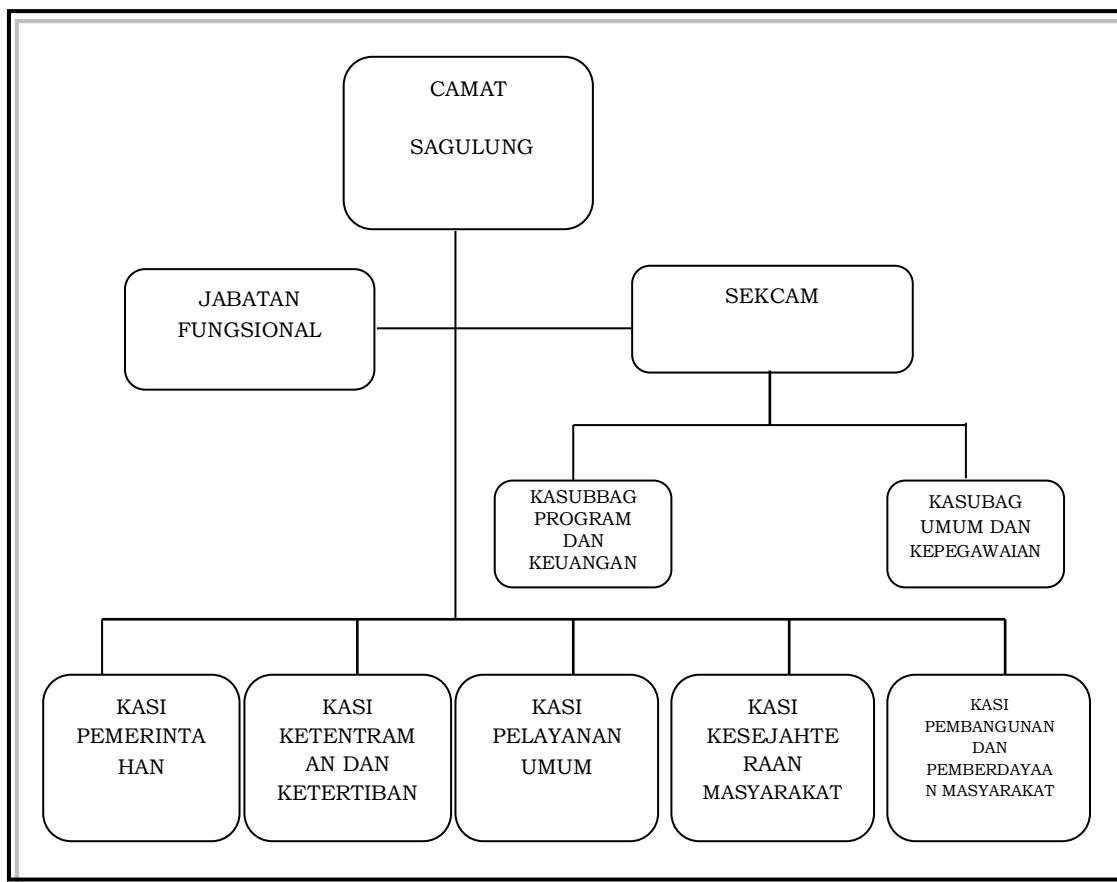 CAMAT
SAGULUNG
JABATAN
FUNGSIONAL
SEKCAM
KASUBBAG
PROGRAM
DAN
KEUANGAN
KASUBAG
UMUM DAN
KEPEGAWAIAN
KASI
PEMERINTA
HAN
KASI
KETENTRAM
AN DAN
KETERTIBAN
KASI
PELAYANAN
UMUM
KASI
KESEJAHTE
RAAN
MASYARAKAT
KASI
PEMBANGUNAN
DAN
PEMBERDAYAA
N MASYARAKAT